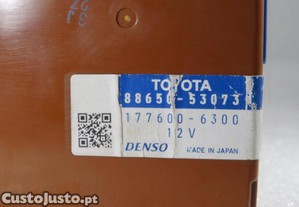 TOYOTA
88650-53073
177600-6300
12V
DENSO MADE IN JAPAN
CustoJusto.pt